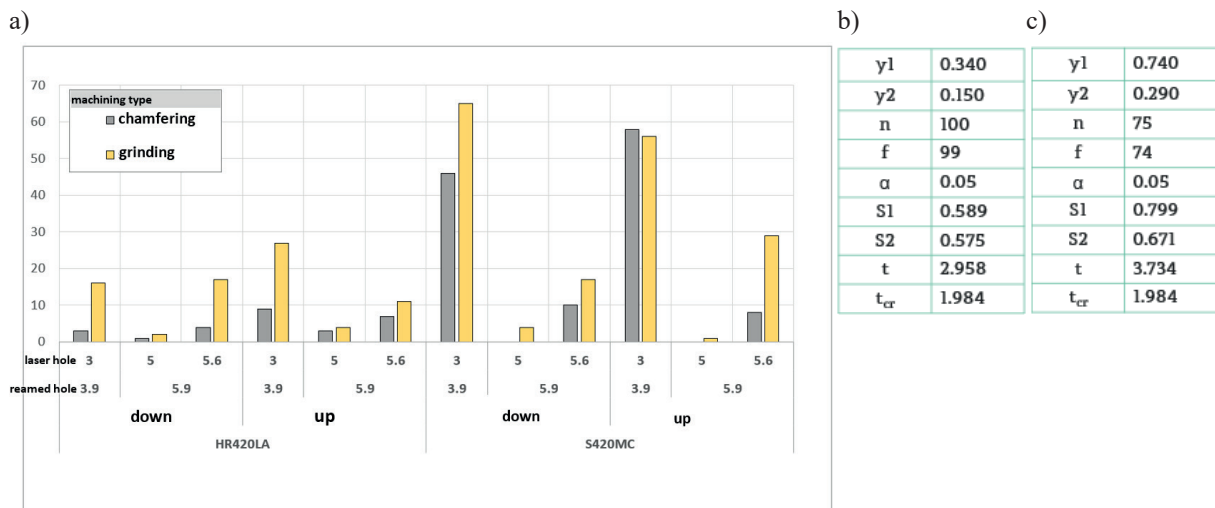 a)
b)
c)
70
60
50
40
30
20
10
0
machining type
chamfering
grinding
laser hole 3 5 5.6 3 5 5.6 3 5 5.6 3 5 5.6
reamed hole 3.9 5.9 3.9 5.9 3.9 5.9 3.9 5.9
down up down up
HR420LA S420MC
y1 0.340
y2 0.150
n 100
f 99
α 0.05
S1 0.589
S2 0.575
t 2.958
tcr 1.984
y1 0.740
y2 0.290
n 75
f 74
α 0.05
S1 0.799
S2 0.671
t 3.734
tcr 1.984